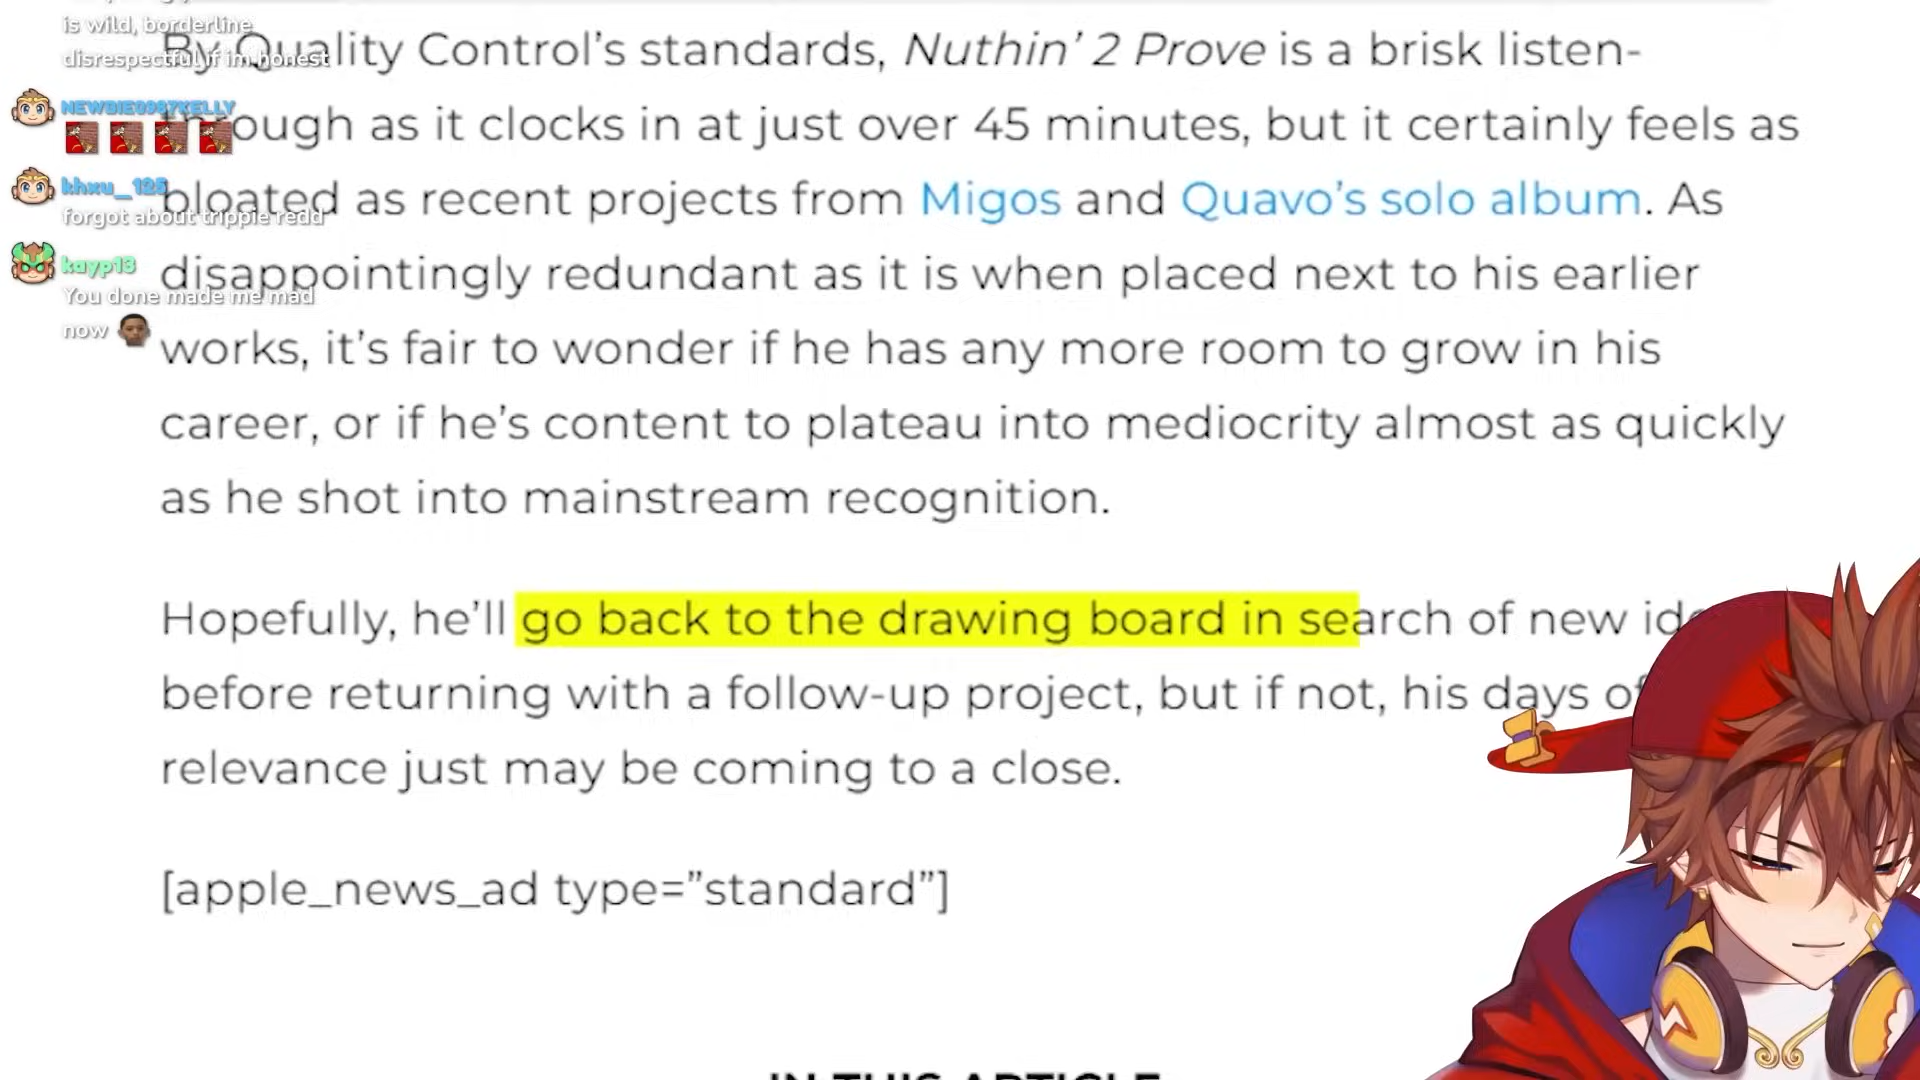 is wild, borderline
disrespectful if im honest
NEWBIE0987KELLY
khxu_125
forgot about trippie redd
kayp13
You done made me mad
now
By Quality Control’s standards, Nuthin’ 2 Prove is a brisk listen-
through as it clocks in at just over 45 minutes, but it certainly feels as
bloated as recent projects from Migos and Quavo’s solo album. As
disappointingly redundant as it is when placed next to his earlier
works, it’s fair to wonder if he has any more room to grow in his
career, or if he’s content to plateau into mediocrity almost as quickly
as he shot into mainstream recognition.
Hopefully, he’ll go back to the drawing board in search of new
before returning with a follow-up project, but if not, his days of
relevance just may be coming to a close.
[apple_news_ad type=”standard”]
IN THIS ARTICLE